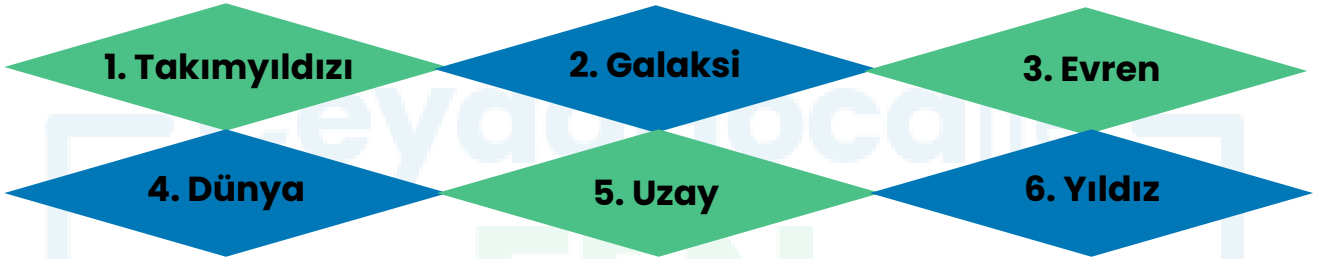 1. Takımyıldızı
2. Galaksi
3. Evren
4. Dünya
5. Uzay
6. Yıldız